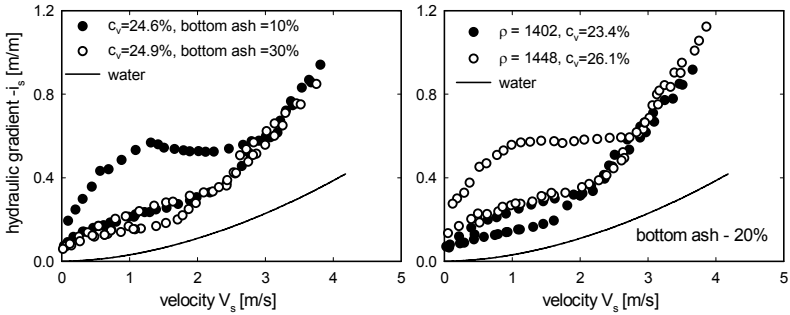 hydraulic gradient -i_s [m/m]
1.2
0.8
0.4
0.0
c_v=24.6%, bottom ash =10%
c_v=24.9%, bottom ash =30%
water
0 1 2 3 4 5
velocity V_s [m/s]
1.2
0.8
0.4
0.0
ρ = 1402, c_v=23.4%
ρ = 1448, c_v=26.1%
water
bottom ash - 20%
0 1 2 3 4 5
velocity V_s [m/s]